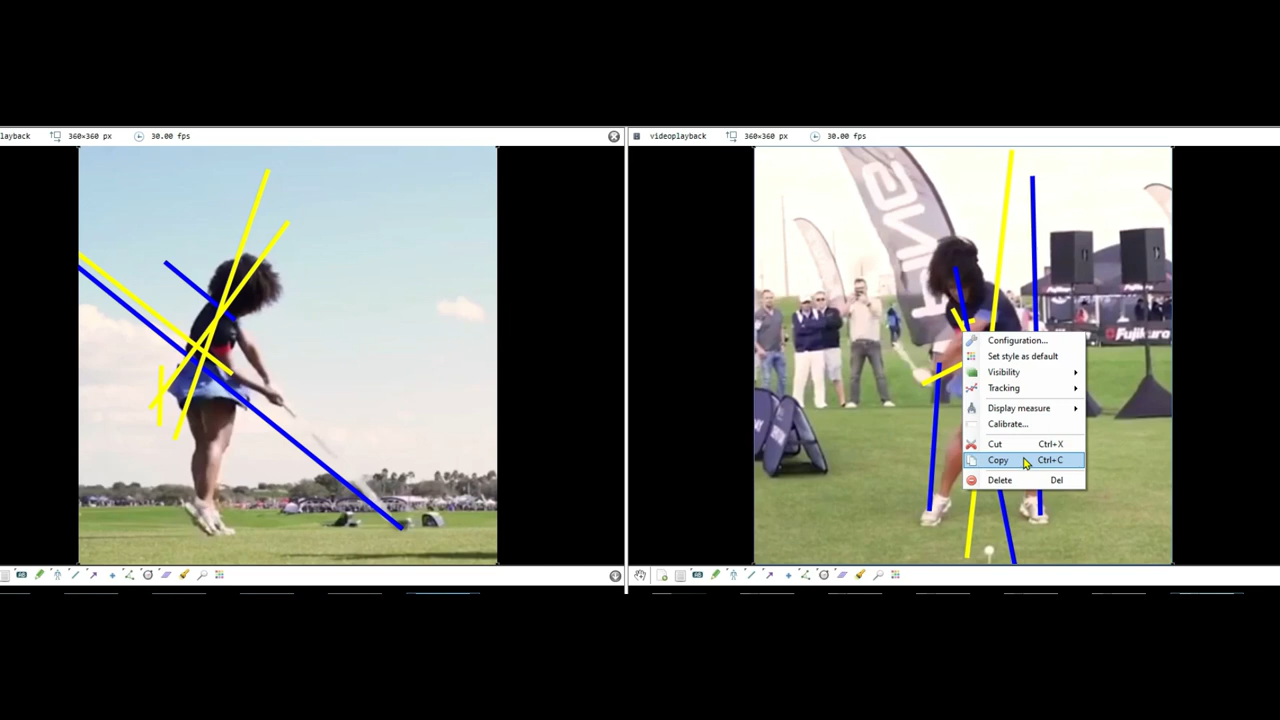 layback 360×360 px 30.00 fps
videoplayback 360×360 px 30.00 fps
Fujikura
Configuration...
Set style as default
Visibility
Tracking
Display measure
Calibrate...
Cut Ctrl+X
Copy Ctrl+C
Delete Del